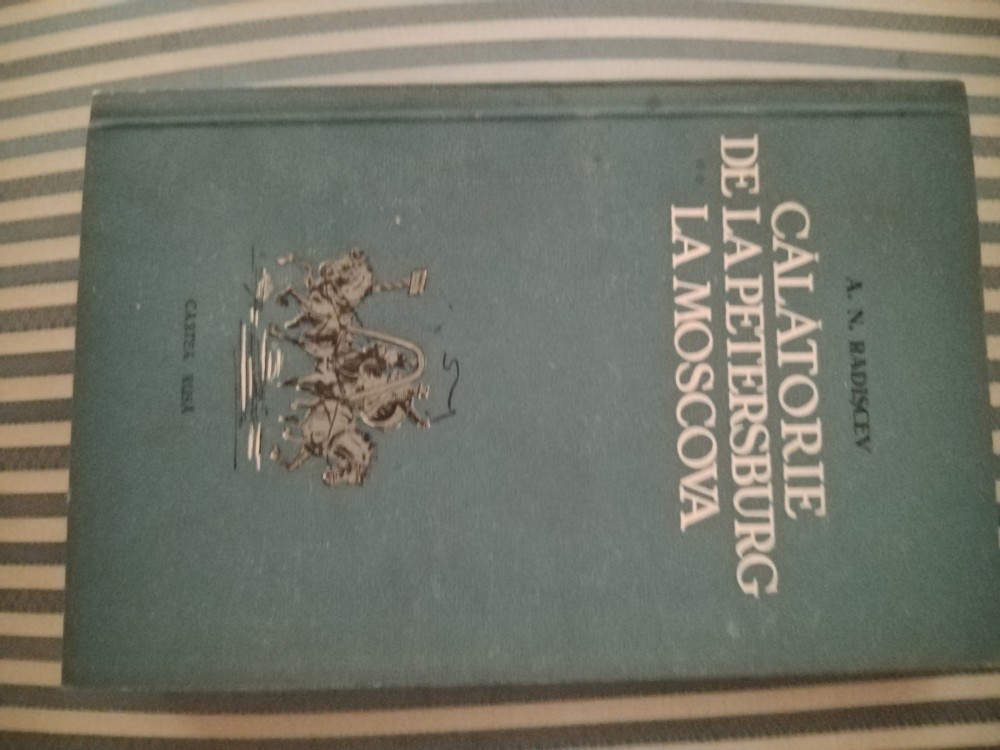 A. N. RADIȘCEV
CĂLĂTORIE
DE LA PETERSBURG
LA MOSCOVA
CARTEA RUSĂ